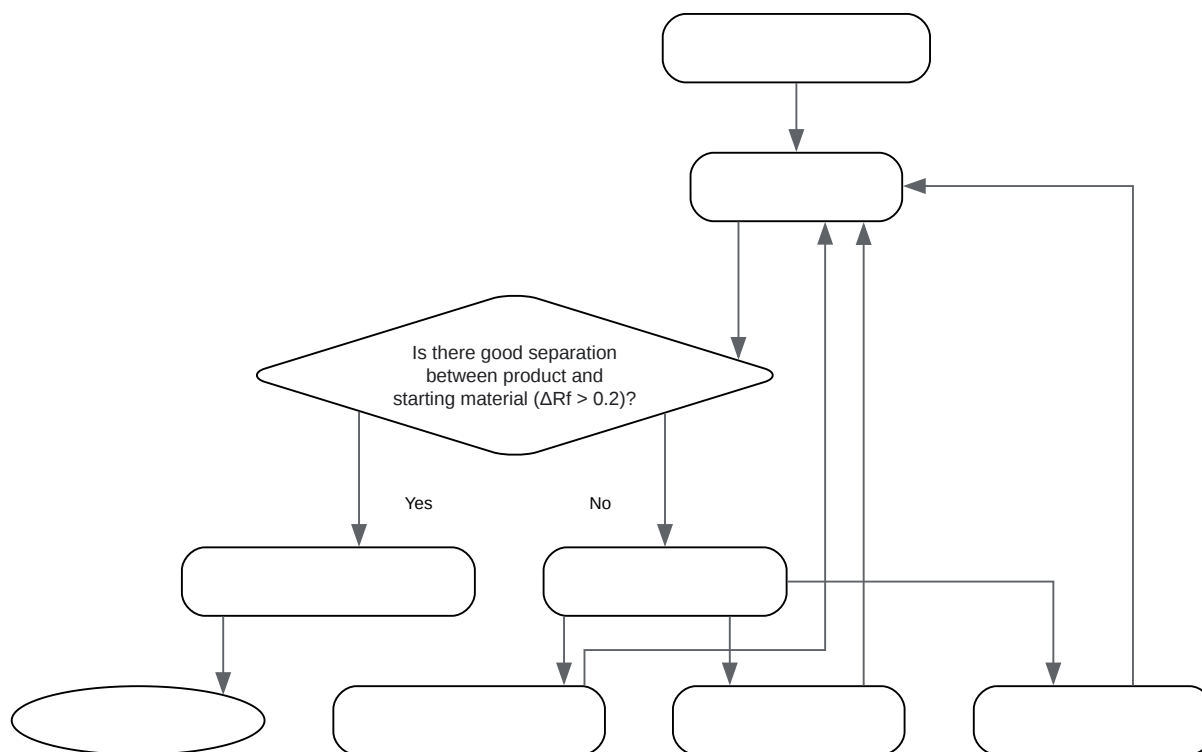 Is there good separation
between product and
starting material (ΔRf > 0.2)?
Yes
No